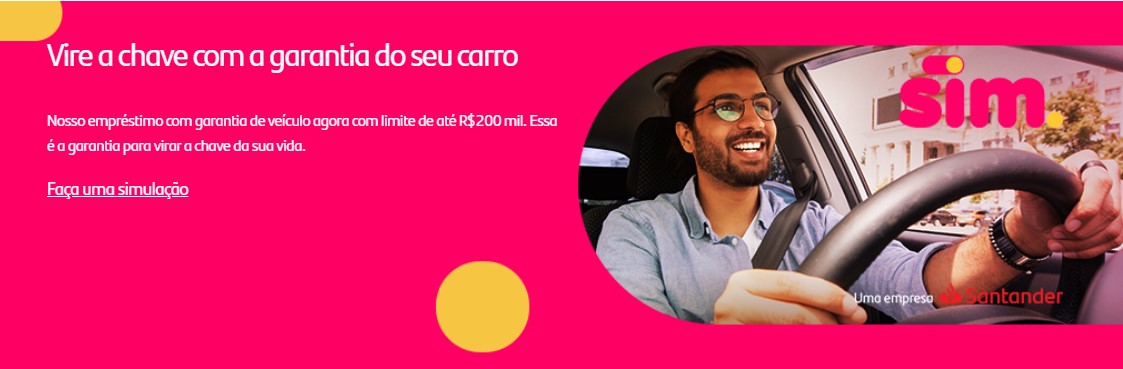 Vire a chave com a garantia do seu carro
Nosso empréstimo com garantia de veículo agora com limite de até R$200 mil. Essa
é a garantia para virar a chave da sua vida.
Faça uma simulação
sim.
Uma empresa Santander